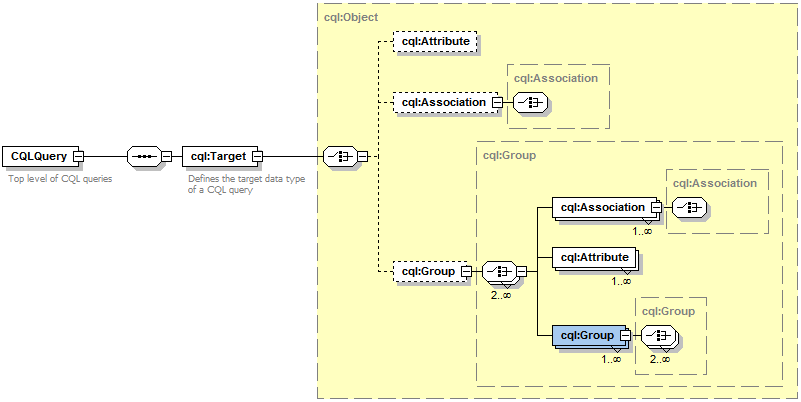 cql:Object
cql:Attribute
cql:Association
cql:Association
CQLQuery
Top level of CQL queries
cql:Target
Defines the target data type
of a CQL query
cql:Group
cql:Association
cql:Association
1..∞
cql:Attribute
1..∞
cql:Group
2..∞
cql:Group
cql:Group
1..∞
2..∞